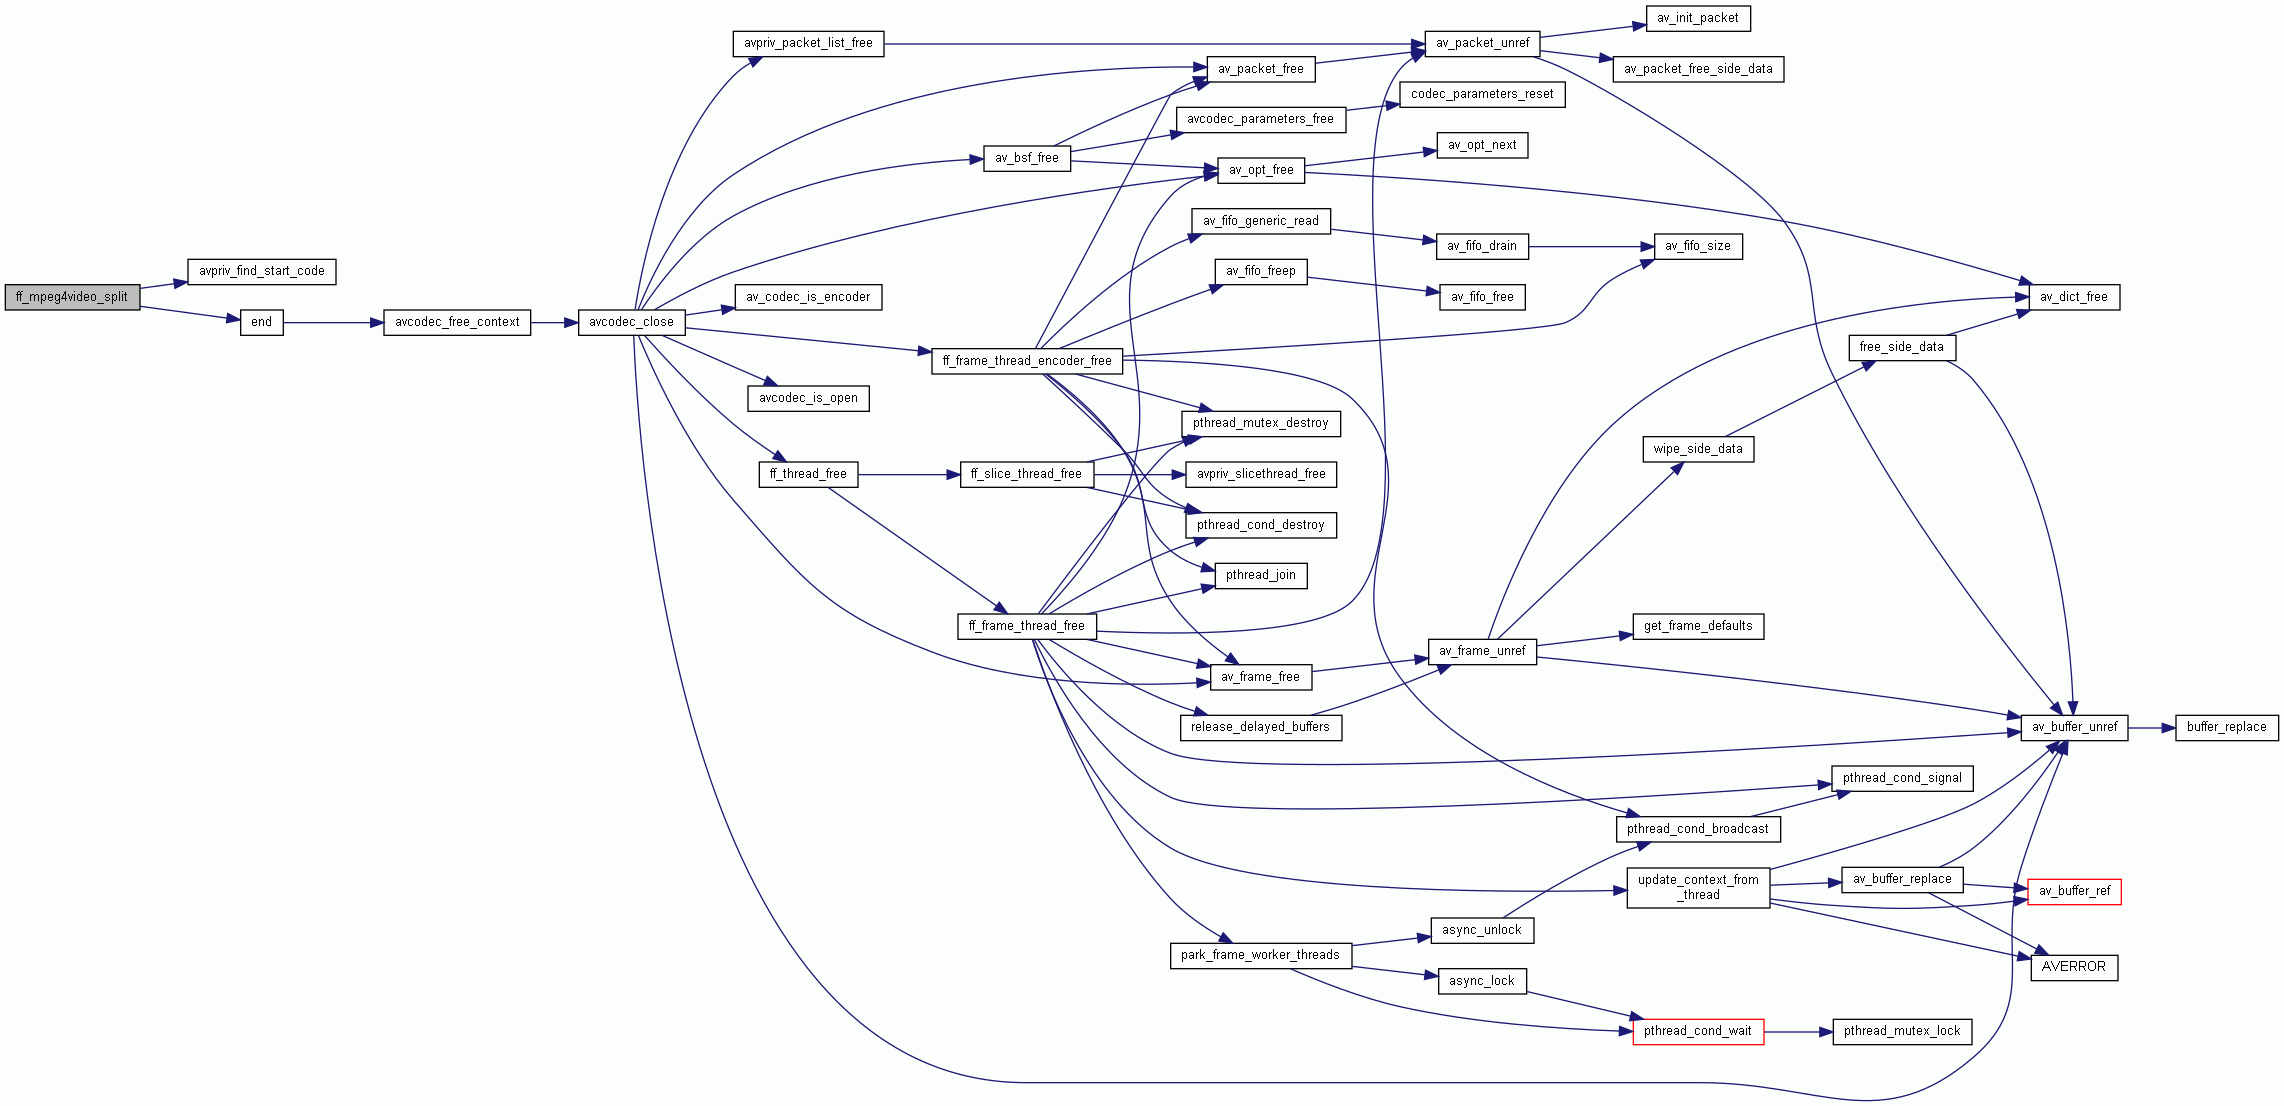 ff_mpeg4video_split
avpriv_find_start_code
end
avcodec_free_context
avcodec_close
avpriv_packet_list_free
av_codec_is_encoder
avcodec_is_open
ff_thread_free
av_bsf_free
ff_frame_thread_encoder_free
ff_slice_thread_free
ff_frame_thread_free
av_packet_free
avcodec_parameters_free
av_opt_free
av_fifo_generic_read
av_fifo_freep
pthread_mutex_destroy
avpriv_slicethread_free
pthread_cond_destroy
pthread_join
av_frame_free
release_delayed_buffers
park_frame_worker_threads
av_packet_unref
codec_parameters_reset
av_opt_next
av_fifo_drain
av_fifo_free
av_frame_unref
async_unlock
async_lock
av_init_packet
av_packet_free_side_data
av_fifo_size
wipe_side_data
get_frame_defaults
pthread_cond_broadcast
update_context_from
_thread
pthread_cond_wait
free_side_data
pthread_cond_signal
av_buffer_replace
pthread_mutex_lock
av_dict_free
av_buffer_unref
av_buffer_ref
AVERROR
buffer_replace